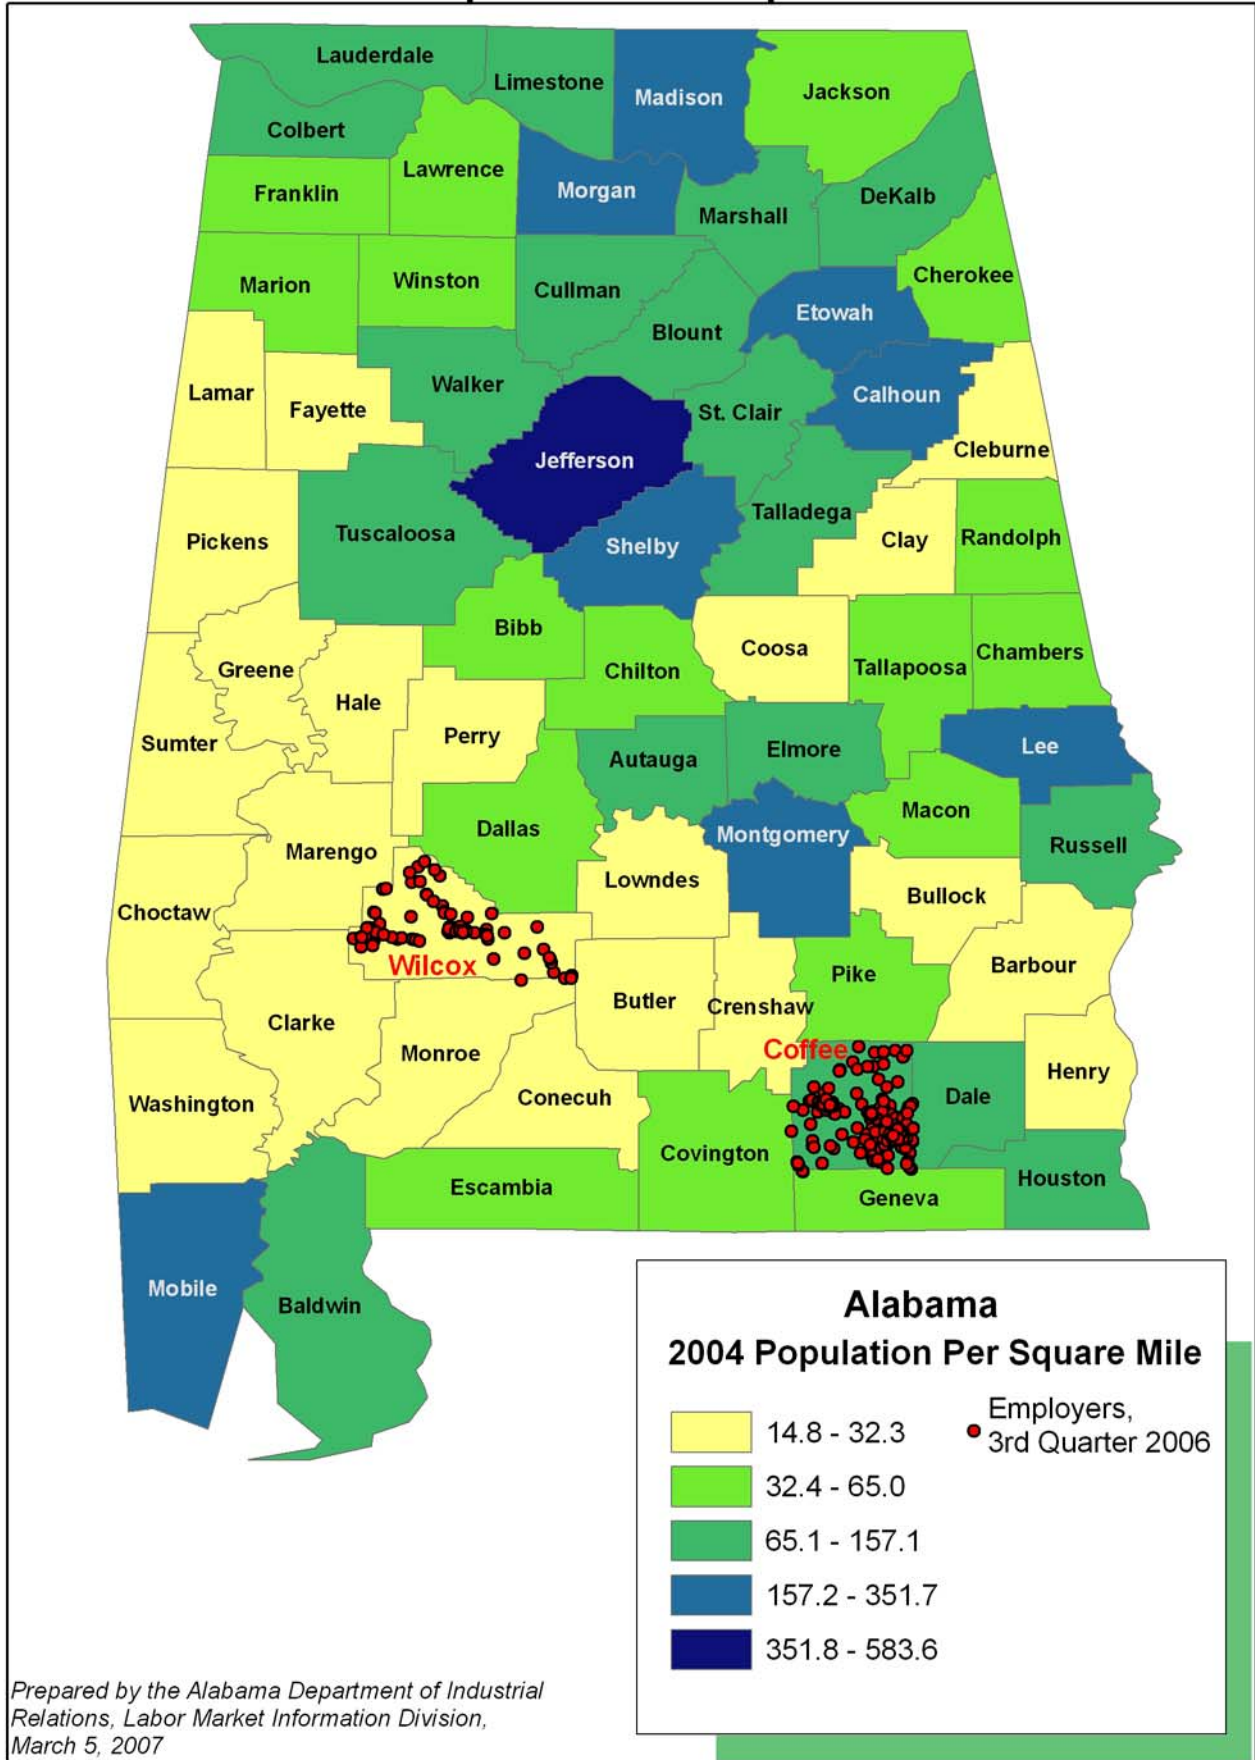 Lauderdale
Limestone
Madison
Jackson
Colbert
Lawrence
Franklin
Morgan
Marshall
DeKalb
Marion
Winston
Cullman
Cherokee
Etowah
Blount
Lamar
Fayette
Walker
St. Clair
Calhoun
Cleburne
Jefferson
Pickens
Tuscaloosa
Shelby
Talladega
Clay
Randolph
Bibb
Greene
Chilton
Coosa
Tallapoosa
Chambers
Hale
Sumter
Perry
Autauga
Elmore
Lee
Dallas
Montgomery
Macon
Russell
Marengo
Lowndes
Bullock
Choctaw
Wilcox
Butler
Crenshaw
Pike
Barbour
Clarke
Monroe
Coffee
Conecuh
Henry
Washington
Dale
Covington
Escambia
Geneva
Houston
Mobile
Baldwin
Alabama
2004 Population Per Square Mile
14.8 - 32.3
32.4 - 65.0
65.1 - 157.1
157.2 - 351.7
351.8 - 583.6
Employers,
3rd Quarter 2006
Prepared by the Alabama Department of Industrial
Relations, Labor Market Information Division,
March 5, 2007